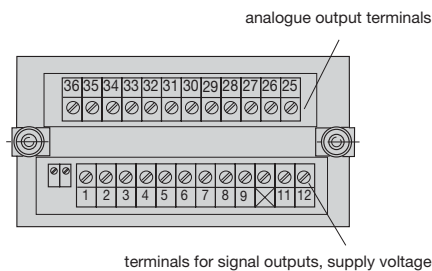 analogue output terminals
36 35 34 33 32 31 30 29 28 27 26 25
1 2 3 4 5 6 7 8 9 11 12
terminals for signal outputs, supply voltage